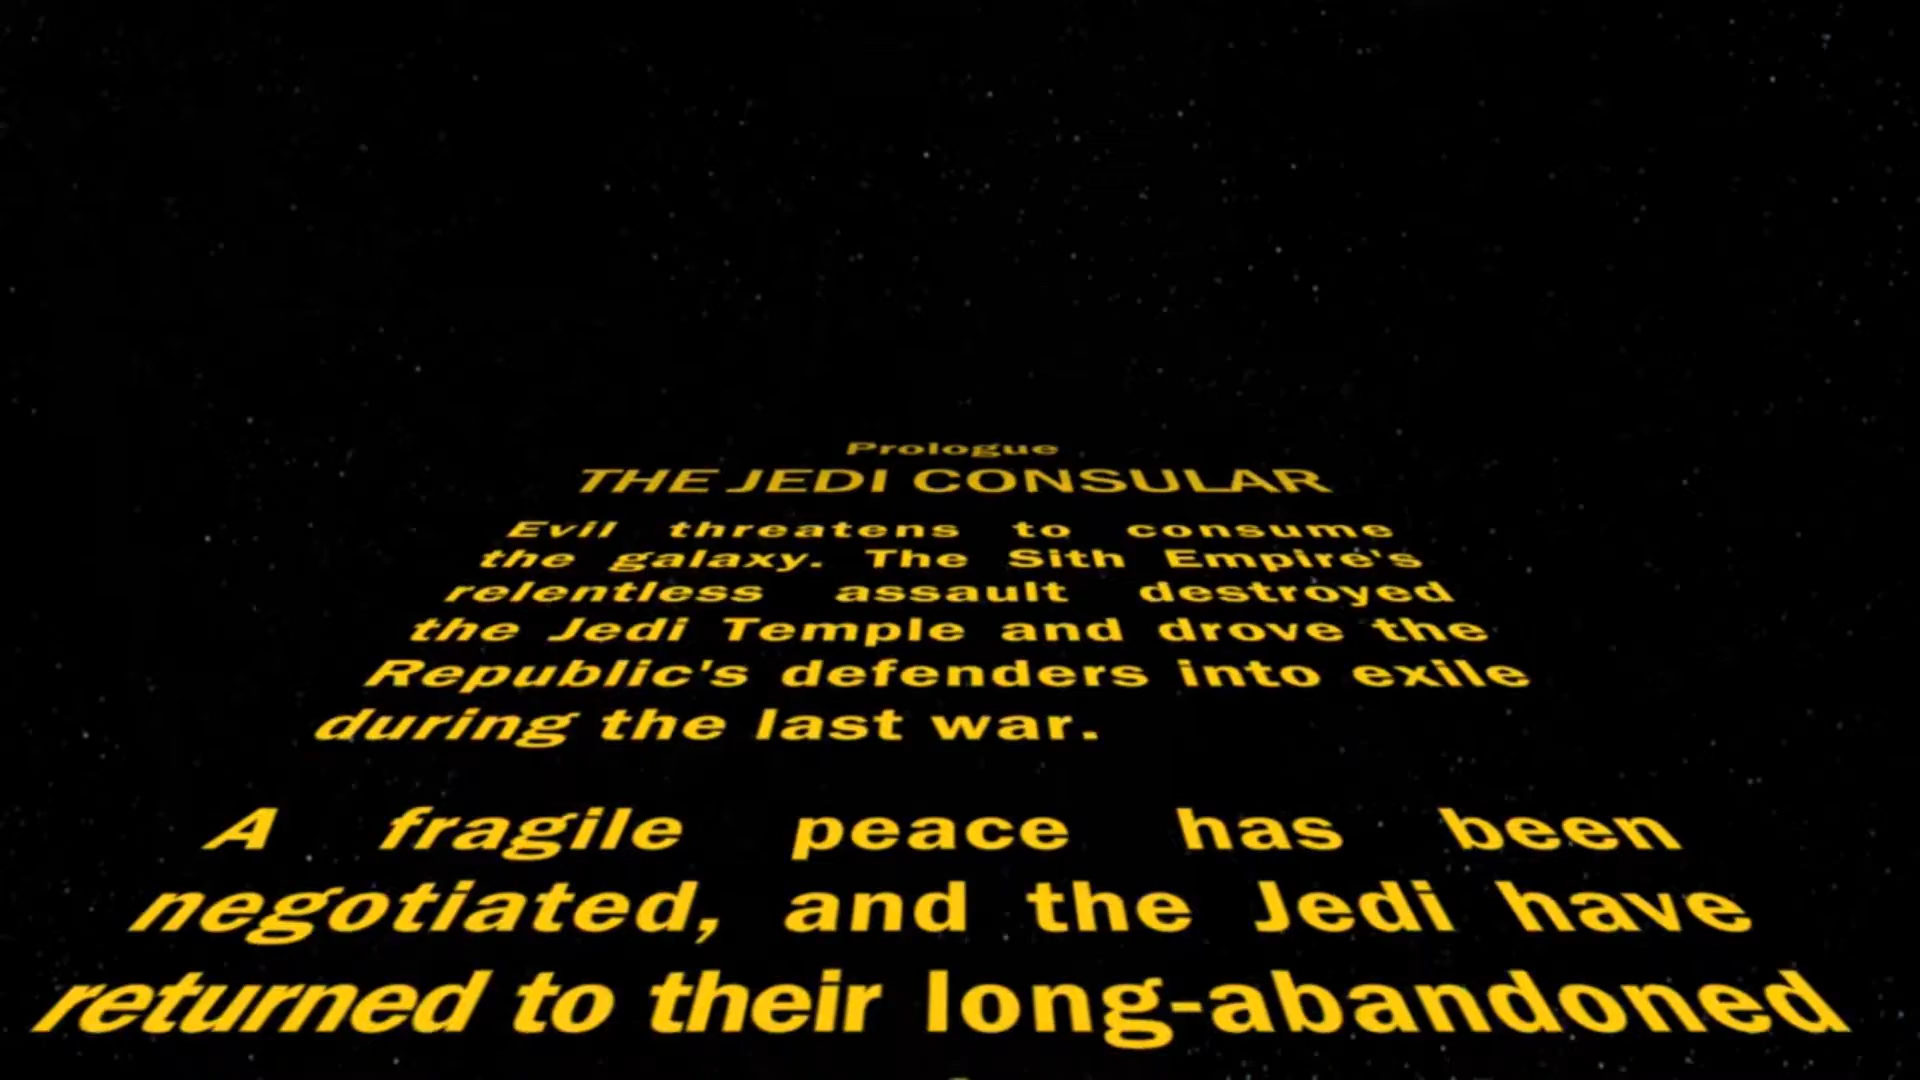 Prologue
THE JEDI CONSULAR
Evil threatens to consume
the galaxy. The Sith Empire's
relentless assault destroyed
the Jedi Temple and drove the
Republic's defenders into exile
during the last war.
A fragile peace has been
negotiated, and the Jedi have
returned to their long-abandoned